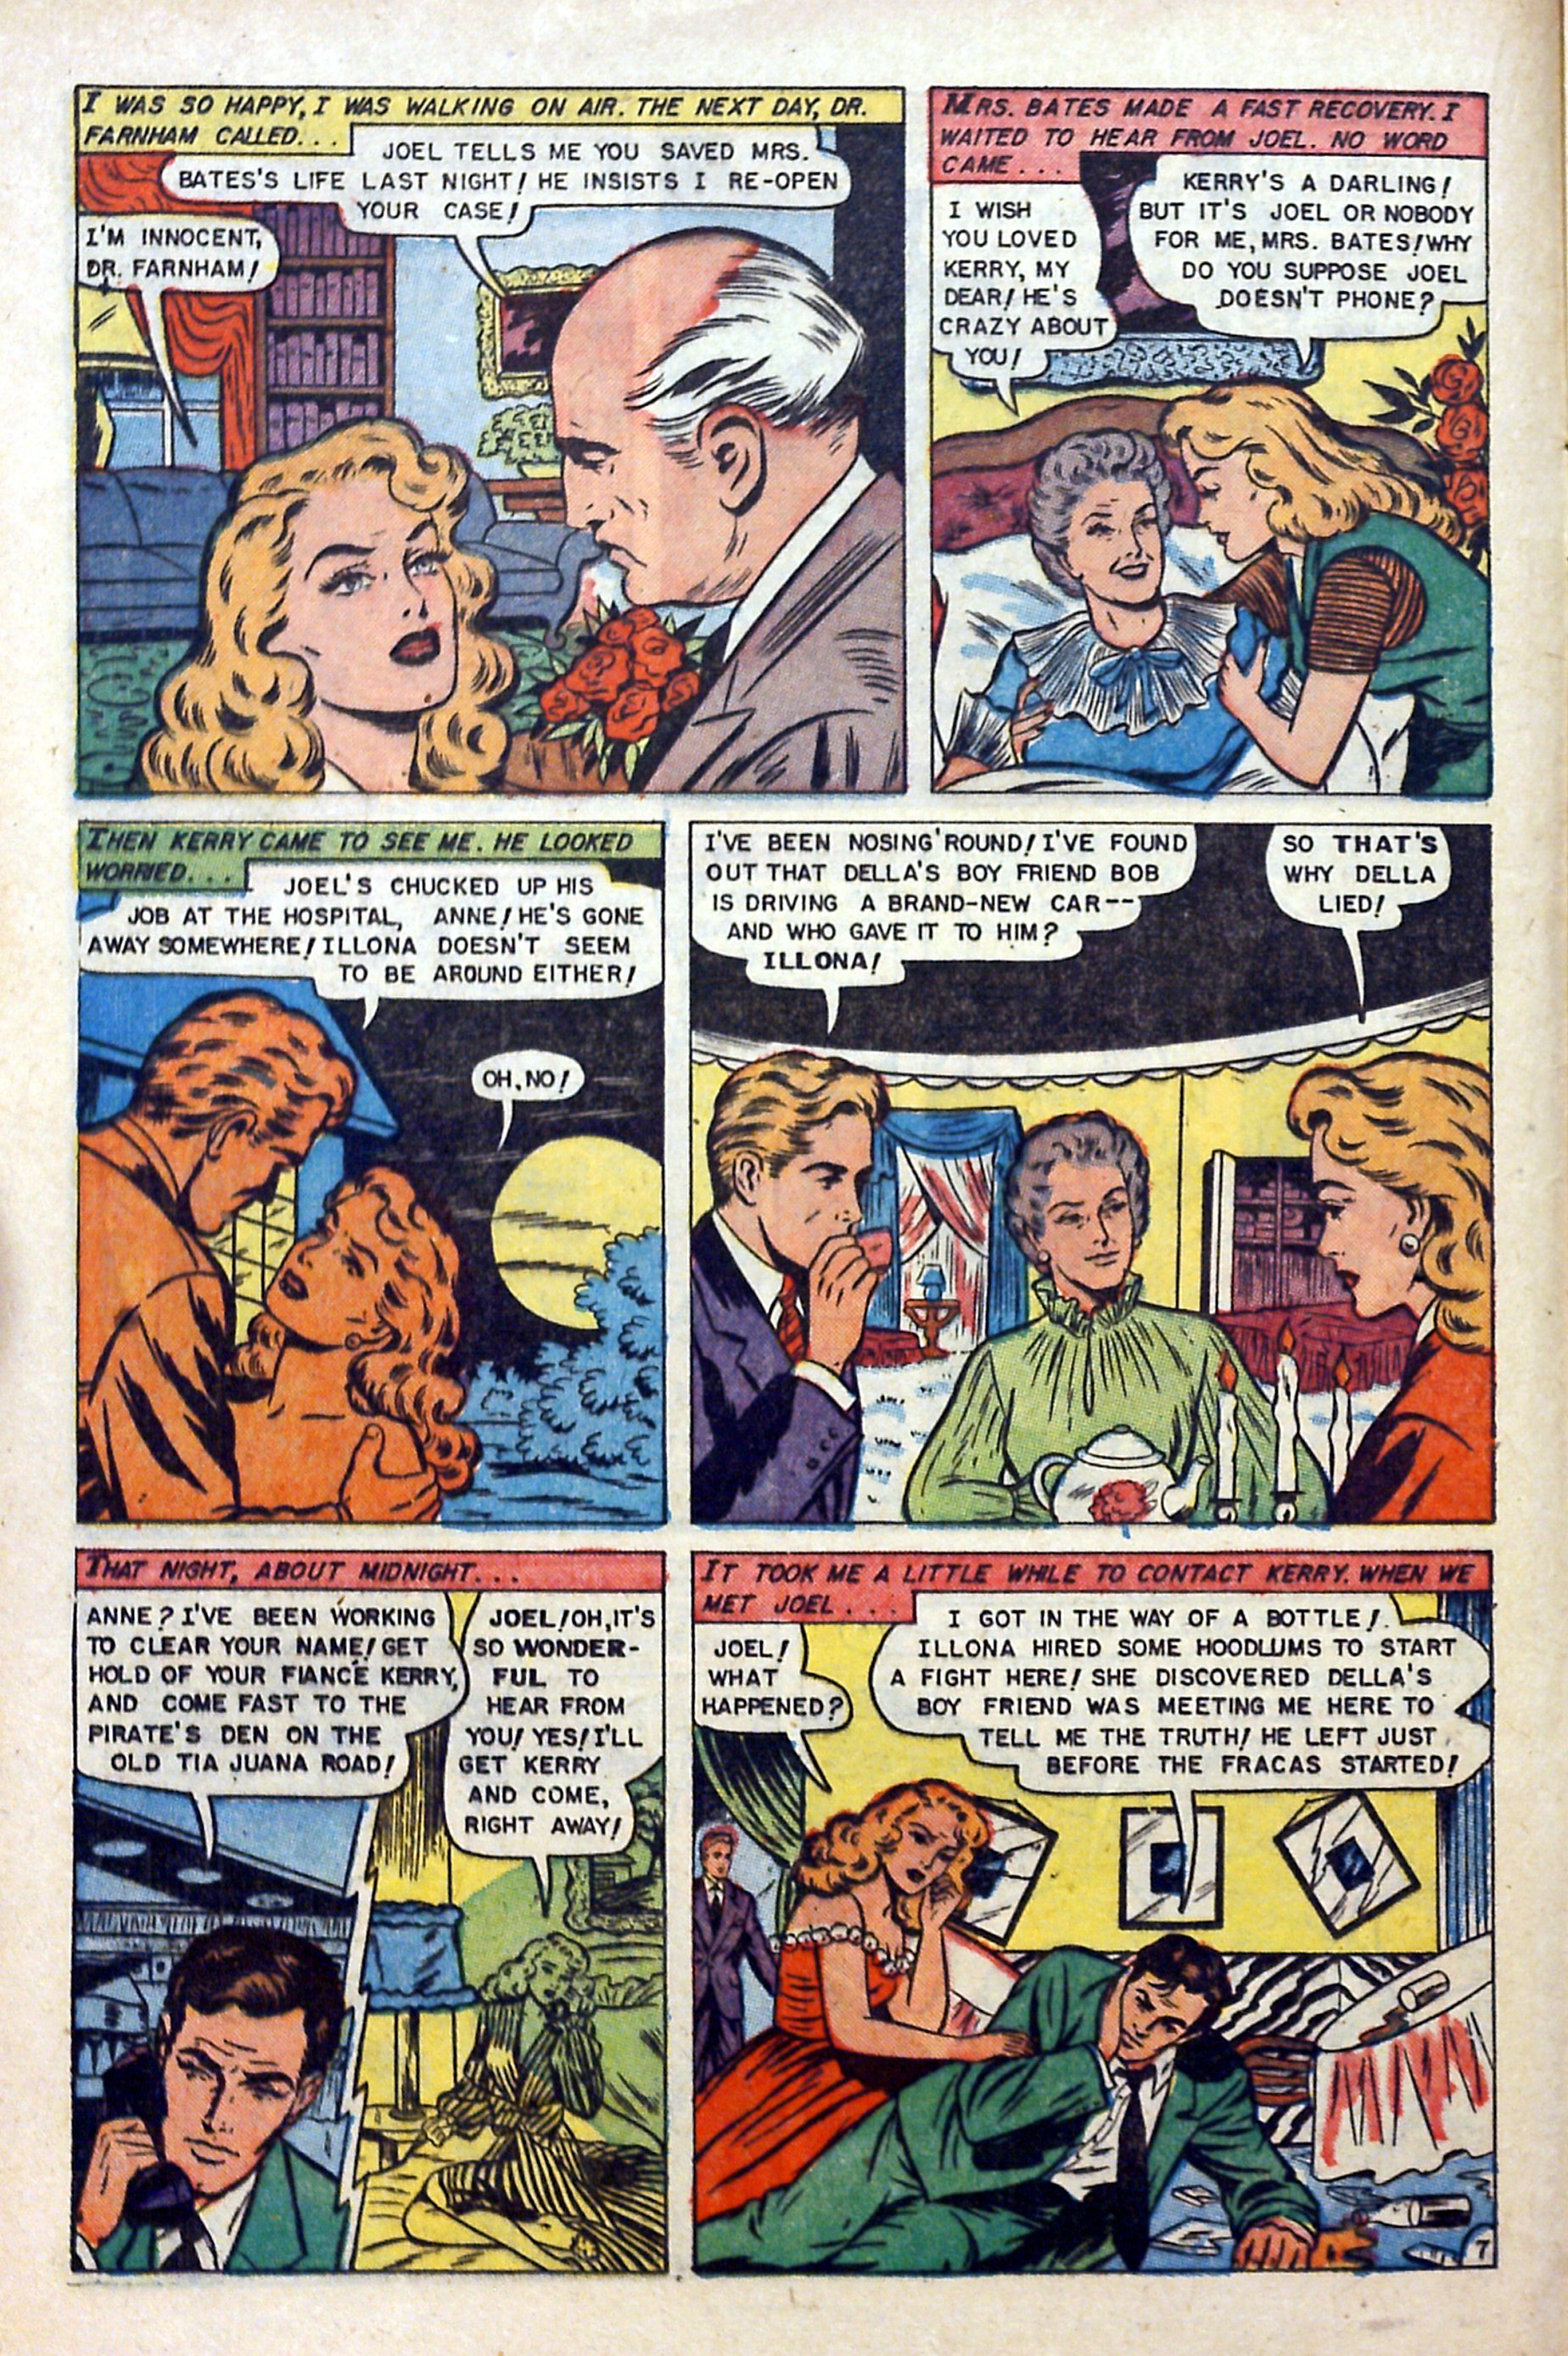 I WAS SO HAPPY, I WAS WALKING ON AIR. THE NEXT DAY, DR.
FARNHAM CALLED...
JOEL TELLS ME YOU SAVED MRS.
BATES'S LIFE LAST NIGHT! HE INSISTS I RE-OPEN
YOUR CASE!
I'M INNOCENT,
DR. FARNHAM!
MRS. BATES MADE A FAST RECOVERY. I
WAITED TO HEAR FROM JOEL. NO WORD
CAME...
I WISH
YOU LOVED
KERRY, MY
DEAR! HE'S
CRAZY ABOUT
YOU!
KERRY'S A DARLING!
BUT IT'S JOEL OR NOBODY
FOR ME, MRS. BATES! WHY
DO YOU SUPPOSE JOEL
DOESN'T PHONE?
THEN KERRY CAME TO SEE ME. HE LOOKED
WORRIED...
JOEL'S CHUCKED UP HIS
JOB AT THE HOSPITAL, ANNE! HE'S GONE
AWAY SOMEWHERE! ILLONA DOESN'T SEEM
TO BE AROUND EITHER!
OH, NO!
I'VE BEEN NOSING 'ROUND! I'VE FOUND
OUT THAT DELLA'S BOY FRIEND BOB
IS DRIVING A BRAND-NEW CAR--
AND WHO GAVE IT TO HIM?
ILLONA!
SO THAT'S
WHY DELLA
LIED!
THAT NIGHT, ABOUT MIDNIGHT...
ANNE? I'VE BEEN WORKING
TO CLEAR YOUR NAME! GET
HOLD OF YOUR FIANCÉ KERRY,
AND COME FAST TO THE
PIRATE'S DEN ON THE
OLD TIA JUANA ROAD!
JOEL! OH, IT'S
SO WONDER-
FUL TO
HEAR FROM
YOU! YES! I'LL
GET KERRY
AND COME,
RIGHT AWAY!
IT TOOK ME A LITTLE WHILE TO CONTACT KERRY. WHEN WE
MET JOEL...
JOEL!
WHAT
HAPPENED?
I GOT IN THE WAY OF A BOTTLE!
ILLONA HIRED SOME HOODLUMS TO START
A FIGHT HERE! SHE DISCOVERED DELLA'S
BOY FRIEND WAS MEETING ME HERE TO
TELL ME THE TRUTH! HE LEFT JUST
BEFORE THE FRACAS STARTED!
7